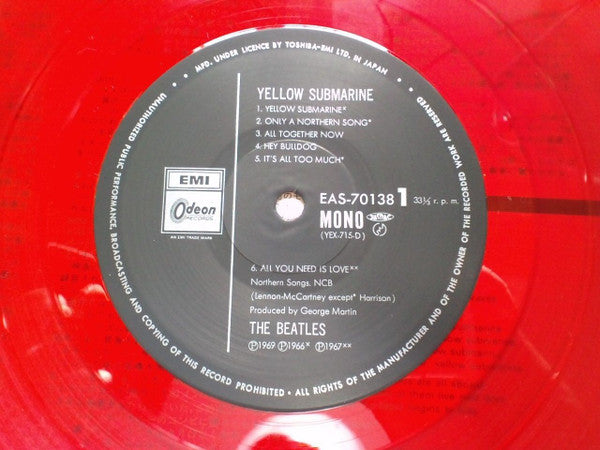 MFD. UNDER LICENCE BY TOSHIBA-EMI LTD. IN JAPAN •
YELLOW SUBMARINE
1. YELLOW SUBMARINE×
2. ONLY A NORTHERN SONG*
3. ALL TOGETHER NOW
4. HEY BULLDOG
5. IT'S ALL TOO MUCH*
EMI
Odeon
RECORDS
AN EMI TRADE MARK
EAS-70138 1 33⅓ r. p. m.
MONO
(YEX-715-D)
6. ALL YOU NEED IS LOVE××
Northern Songs. NCB
(Lennon-McCartney except* Harrison)
Produced by George Martin
THE BEATLES
Ⓟ1969 Ⓟ1966× Ⓟ1967××
UNAUTHORIZED PUBLIC PERFORMANCE, BROADCASTING AND COPYING OF THIS RECORD PROHIBITED • ALL RIGHTS OF THE MANUFACTURER AND OF THE OWNER OF THE RECORDED WORK ARE RESERVED